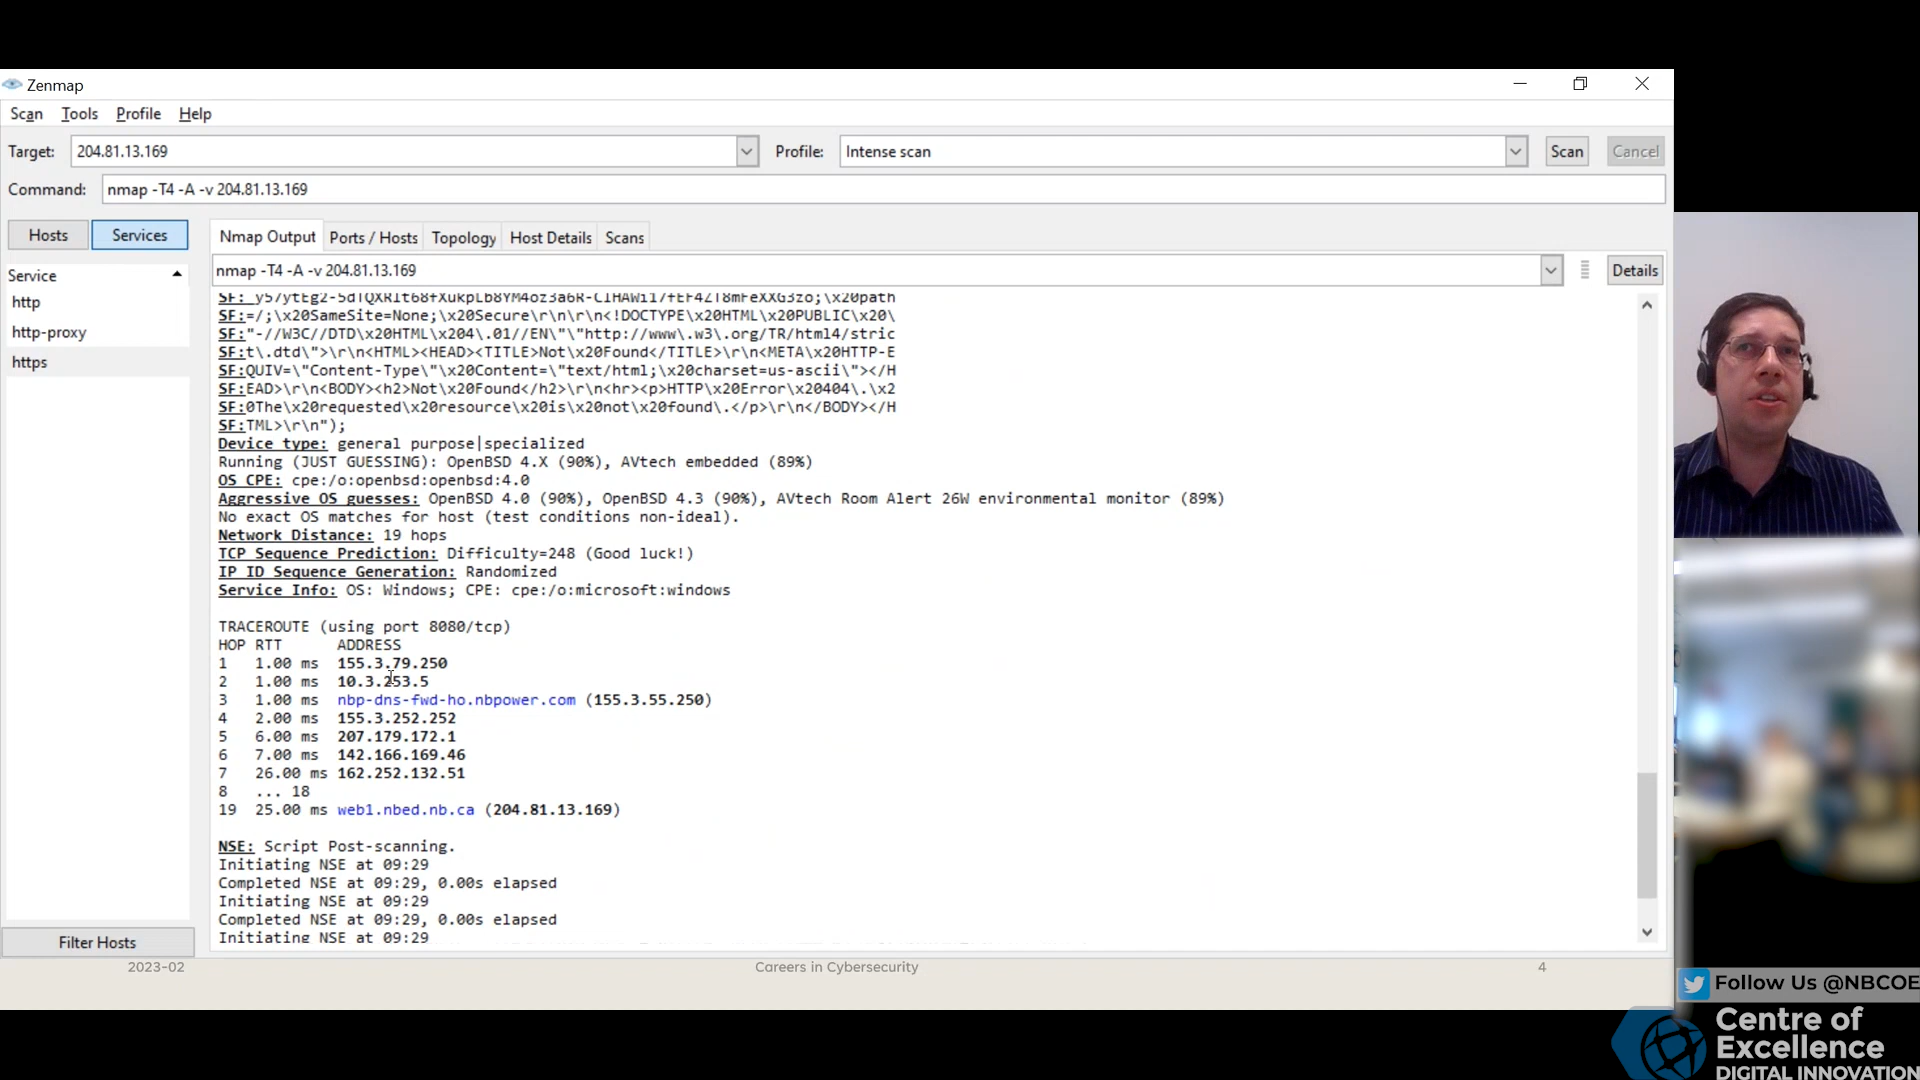 Zenmap
Scan Tools Profile Help
Target: 204.81.13.169 Profile: Intense scan Scan Cancel
Command: nmap -T4 -A -v 204.81.13.169
Hosts Services
Nmap Output Ports / Hosts Topology Host Details Scans
Service
http
http-proxy
https
Filter Hosts
nmap -T4 -A -v 204.81.13.169 Details
SF:=/;\x20SameSite=None;\x20Secure\r\n\r\n<!DOCTYPE\x20HTML\x20PUBLIC\x20\
SF:"-//W3C//DTD\x20HTML\x204\.01//EN\"\"http://www\.w3\.org/TR/html4/stric
SF:t\.dtd\">\r\n<HTML><HEAD><TITLE>Not\x20Found</TITLE>\r\n<META\x20HTTP-E
SF:QUIV=\"Content-Type\"\x20Content=\"text/html;\x20charset=us-ascii\"></H
SF:EAD>\r\n<BODY><h2>Not\x20Found</h2>\r\n<hr><p>HTTP\x20Error\x20404\.\x2
SF:0The\x20requested\x20resource\x20is\x20not\x20found\.</p>\r\n</BODY></H
SF:TML>\r\n");
Device type: general purpose|specialized
Running (JUST GUESSING): OpenBSD 4.X (90%), AVtech embedded (89%)
OS CPE: cpe:/o:openbsd:openbsd:4.0
Aggressive OS guesses: OpenBSD 4.0 (90%), OpenBSD 4.3 (90%), AVtech Room Alert 26W environmental monitor (89%)
No exact OS matches for host (test conditions non-ideal).
Network Distance: 19 hops
TCP Sequence Prediction: Difficulty=248 (Good luck!)
IP ID Sequence Generation: Randomized
Service Info: OS: Windows; CPE: cpe:/o:microsoft:windows
TRACEROUTE (using port 8080/tcp)
HOP RTT ADDRESS
1 1.00 ms 155.3.79.250
2 1.00 ms 10.3.253.5
3 1.00 ms nbp-dns-fwd-ho.nbpower.com (155.3.55.250)
4 2.00 ms 155.3.252.252
5 6.00 ms 207.179.172.1
6 7.00 ms 142.166.169.46
7 26.00 ms 162.252.132.51
8 ... 18
19 25.00 ms web1.nbed.nb.ca (204.81.13.169)
NSE: Script Post-scanning.
Initiating NSE at 09:29
Completed NSE at 09:29, 0.00s elapsed
Initiating NSE at 09:29
Completed NSE at 09:29, 0.00s elapsed
Initiating NSE at 09:29
2023-02 Careers in Cybersecurity 4
Follow Us @NBCOE
Centre of
Excellence
DIGITAL INNOVATION